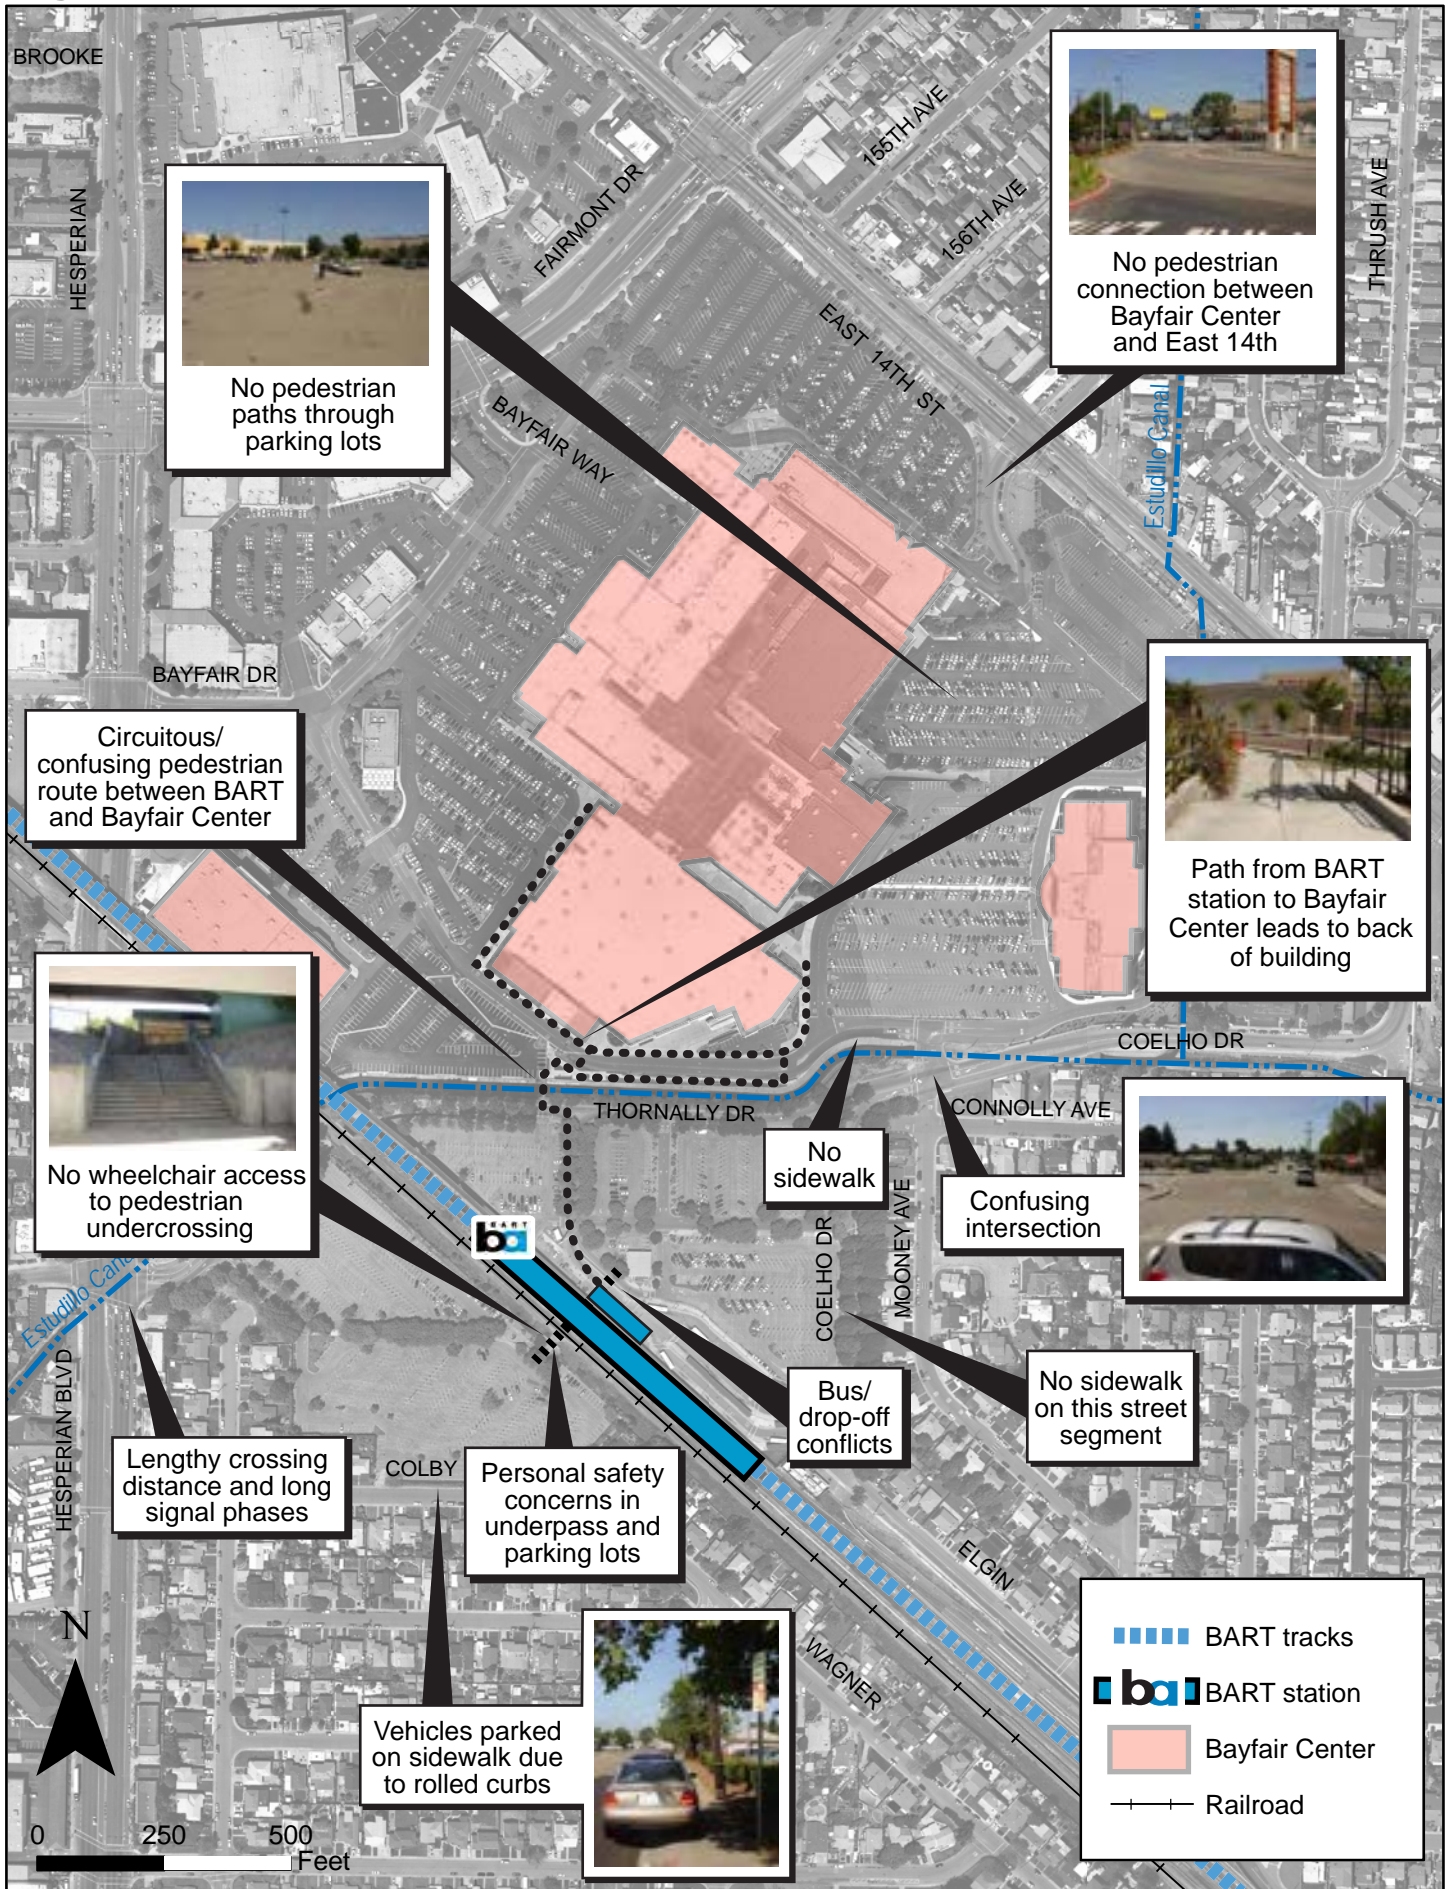 BROOKE
HESPERIAN
FAIRMONT DR
155TH AVE
156TH AVE
THRUSH AVE
No pedestrian
connection between
Bayfair Center
and East 14th
No pedestrian
paths through
parking lots
EAST 14TH ST
BAYFAIR WAY
Estudillo Canal
BAYFAIR DR
Circuitous/
confusing pedestrian
route between BART
and Bayfair Center
Path from BART
station to Bayfair
Center leads to back
of building
COELHO DR
THORNALLY DR
CONNOLLY AVE
No
sidewalk
No wheelchair access
to pedestrian
undercrossing
Confusing
intersection
BART
ba
COELHO DR
MOONEY AVE
Estudillo Canal
HESPERIAN BLVD
Bus/
drop-off
conflicts
No sidewalk
on this street
segment
Lengthy crossing
distance and long
signal phases
COLBY
Personal safety
concerns in
underpass and
parking lots
ELGIN
WAGNER
Vehicles parked
on sidewalk due
to rolled curbs
N
0 250 500
Feet
BART tracks
ba BART station
Bayfair Center
Railroad